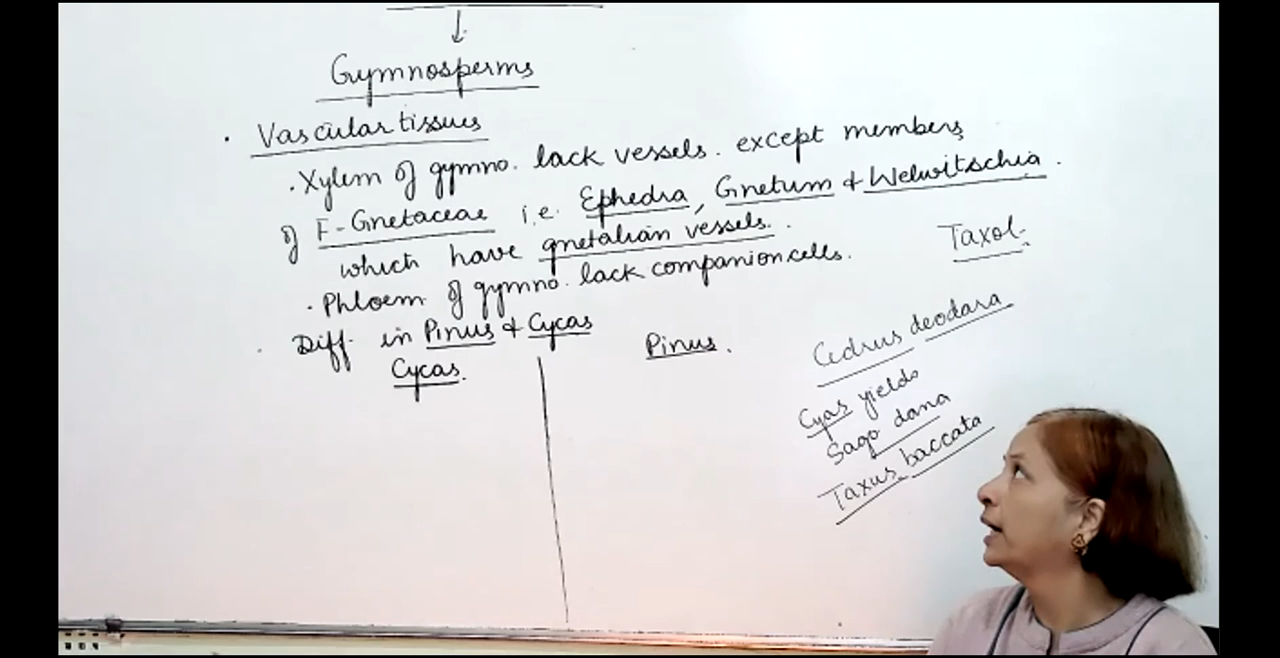 Gymnosperms
· Vascular tissues
· Xylem of gymno. lack vessels. except members
of F-Gnetaceae i.e. Ephedra, Gnetum & Welwitschia.
which have gnetalian vessels.
· Phloem of gymno. lack companion cells.
· Diff. in Pinus & Cycas
Cycas. Pinus.
Taxol.
Cedrus deodara
Cycas yields
Sago dana
Taxus baccata